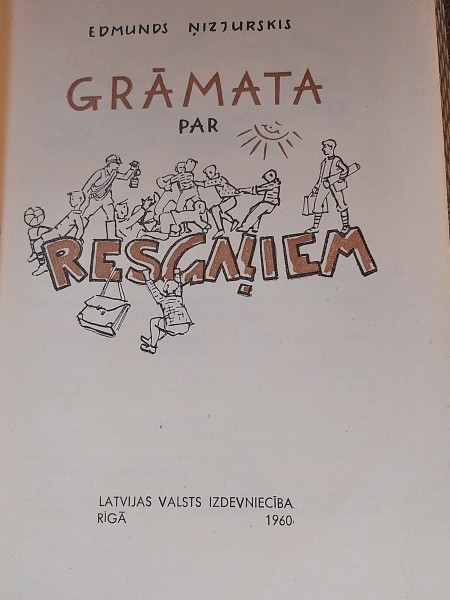 EDMUNDS ŅIZJURSKIS
GRĀMATA
PAR
RESGAĻIEM
LATVIJAS VALSTS IZDEVNIECĪBA
RĪGĀ 1960